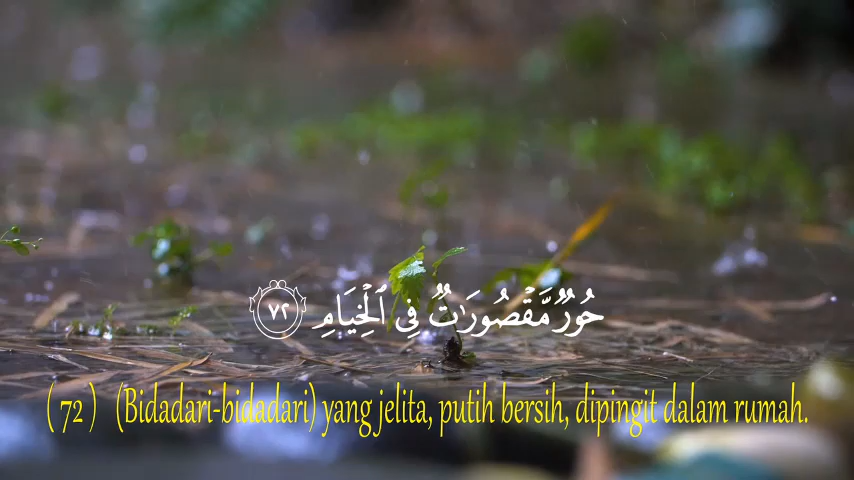 حُورٌ مَّقْصُورَٰتٌ فِى ٱلْخِيَامِ ٧٢
( 72 ) (Bidadari-bidadari) yang jelita, putih bersih, dipingit dalam rumah.